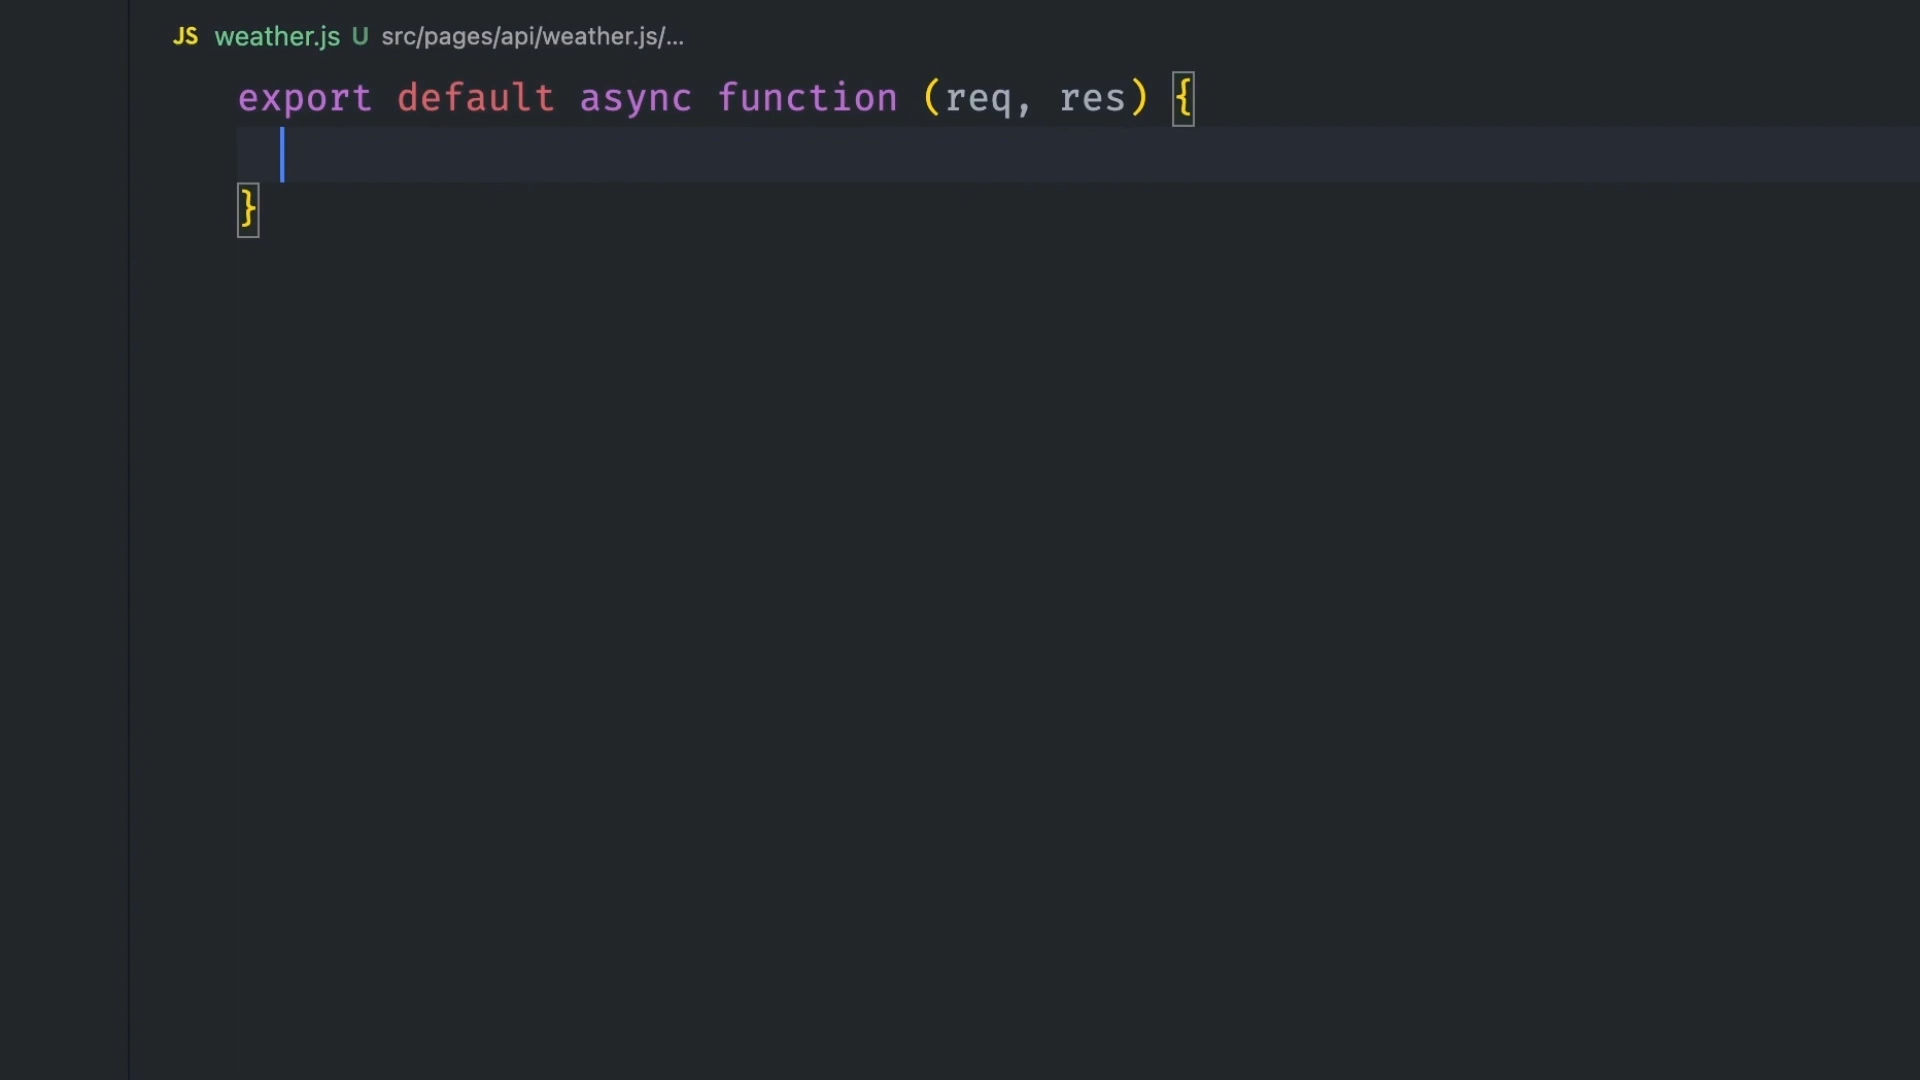 JS weather.js U src/pages/api/weather.js/...
export default async function (req, res) {
}